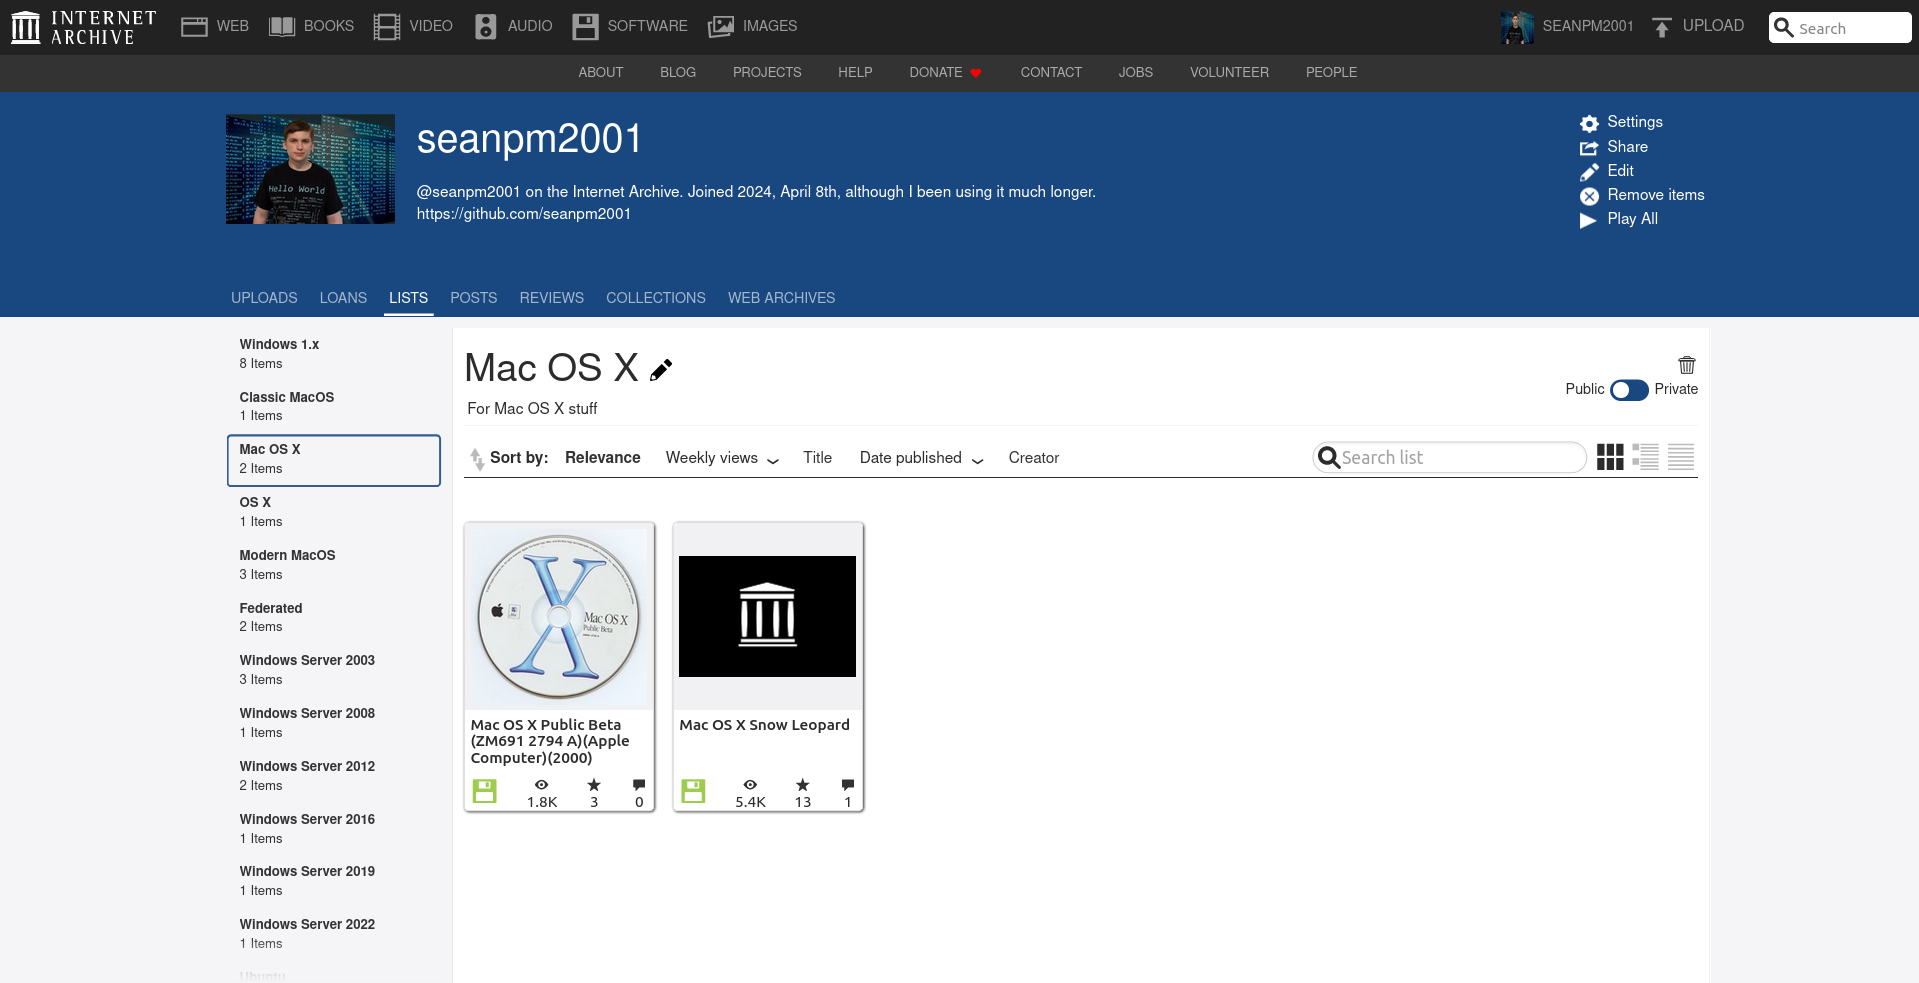 INTERNET
ARCHIVE
WEB
BOOKS
VIDEO
AUDIO
SOFTWARE
IMAGES
SEANPM2001
UPLOAD
Search
ABOUT
BLOG
PROJECTS
HELP
DONATE
CONTACT
JOBS
VOLUNTEER
PEOPLE
Hello World
seanpm2001
@seanpm2001 on the Internet Archive. Joined 2024, April 8th, although I been using it much longer.
https://github.com/seanpm2001
Settings
Share
Edit
Remove items
Play All
UPLOADS
LOANS
LISTS
POSTS
REVIEWS
COLLECTIONS
WEB ARCHIVES
Windows 1.x
8 Items
Classic MacOS
1 Items
Mac OS X
2 Items
OS X
1 Items
Modern MacOS
3 Items
Federated
2 Items
Windows Server 2003
3 Items
Windows Server 2008
1 Items
Windows Server 2012
2 Items
Windows Server 2016
1 Items
Windows Server 2019
1 Items
Windows Server 2022
1 Items
Ubuntu
Mac OS X
For Mac OS X stuff
Public
Private
Sort by:
Relevance
Weekly views
Title
Date published
Creator
Search list
Mac OS X
Public Beta
Mac OS X Public Beta
(ZM691 2794 A)(Apple
Computer)(2000)
1.8K
3
0
Mac OS X Snow Leopard
5.4K
13
1